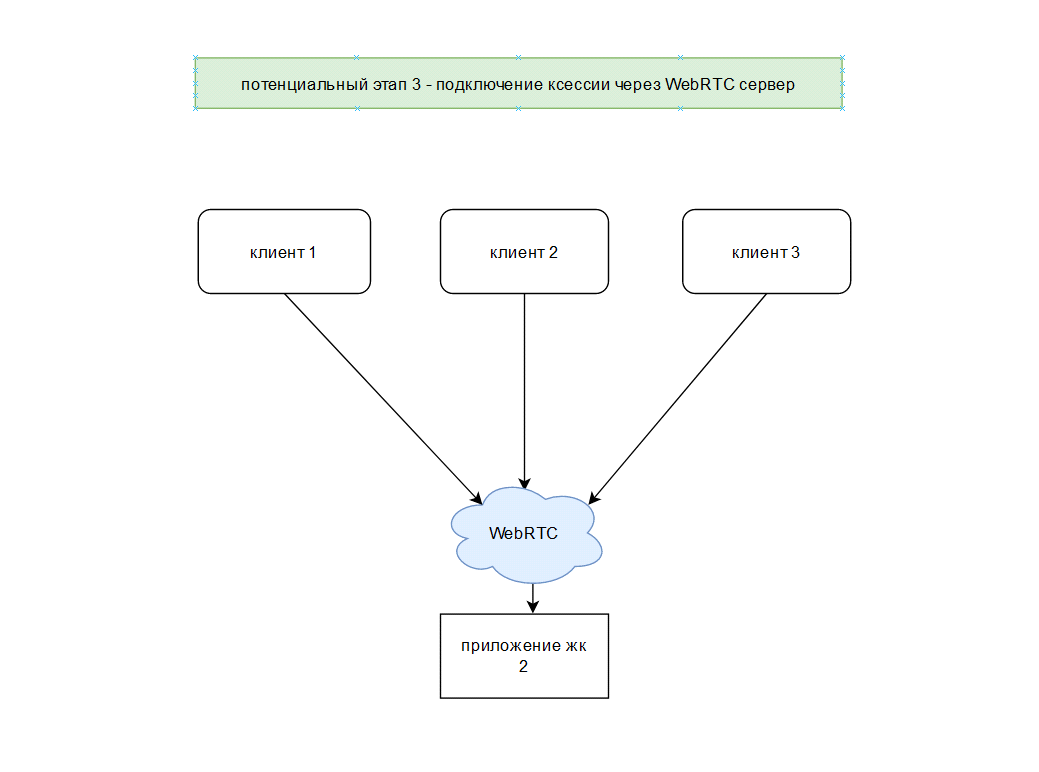 потенциальный этап 3 - подключение ксессии через WebRTC сервер
клиент 1
клиент 2
клиент 3
WebRTC
приложение жк
2